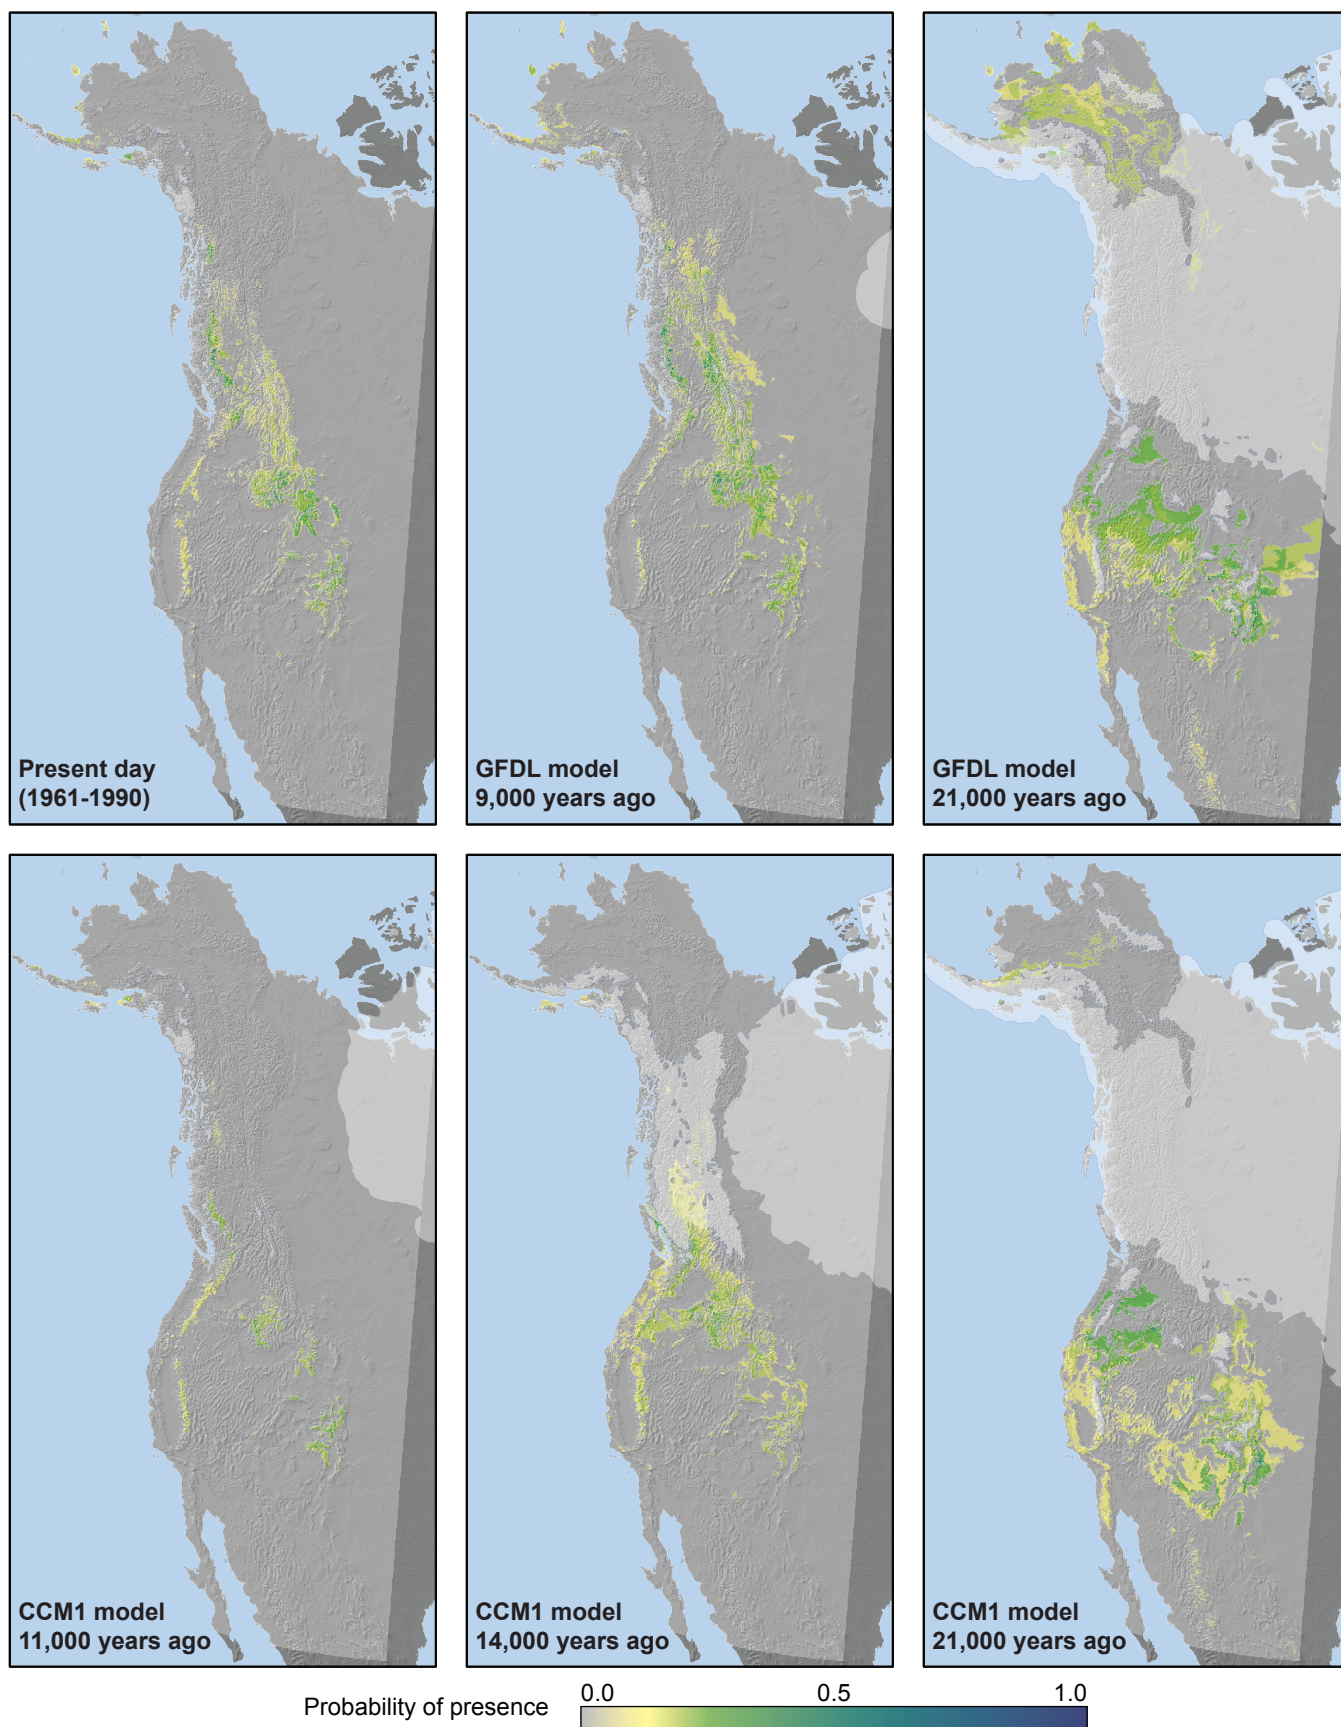 Present day
(1961-1990)
GFDL model
9,000 years ago
GFDL model
21,000 years ago
CCM1 model
11,000 years ago
CCM1 model
14,000 years ago
CCM1 model
21,000 years ago
Probability of presence 0.0 0.5 1.0